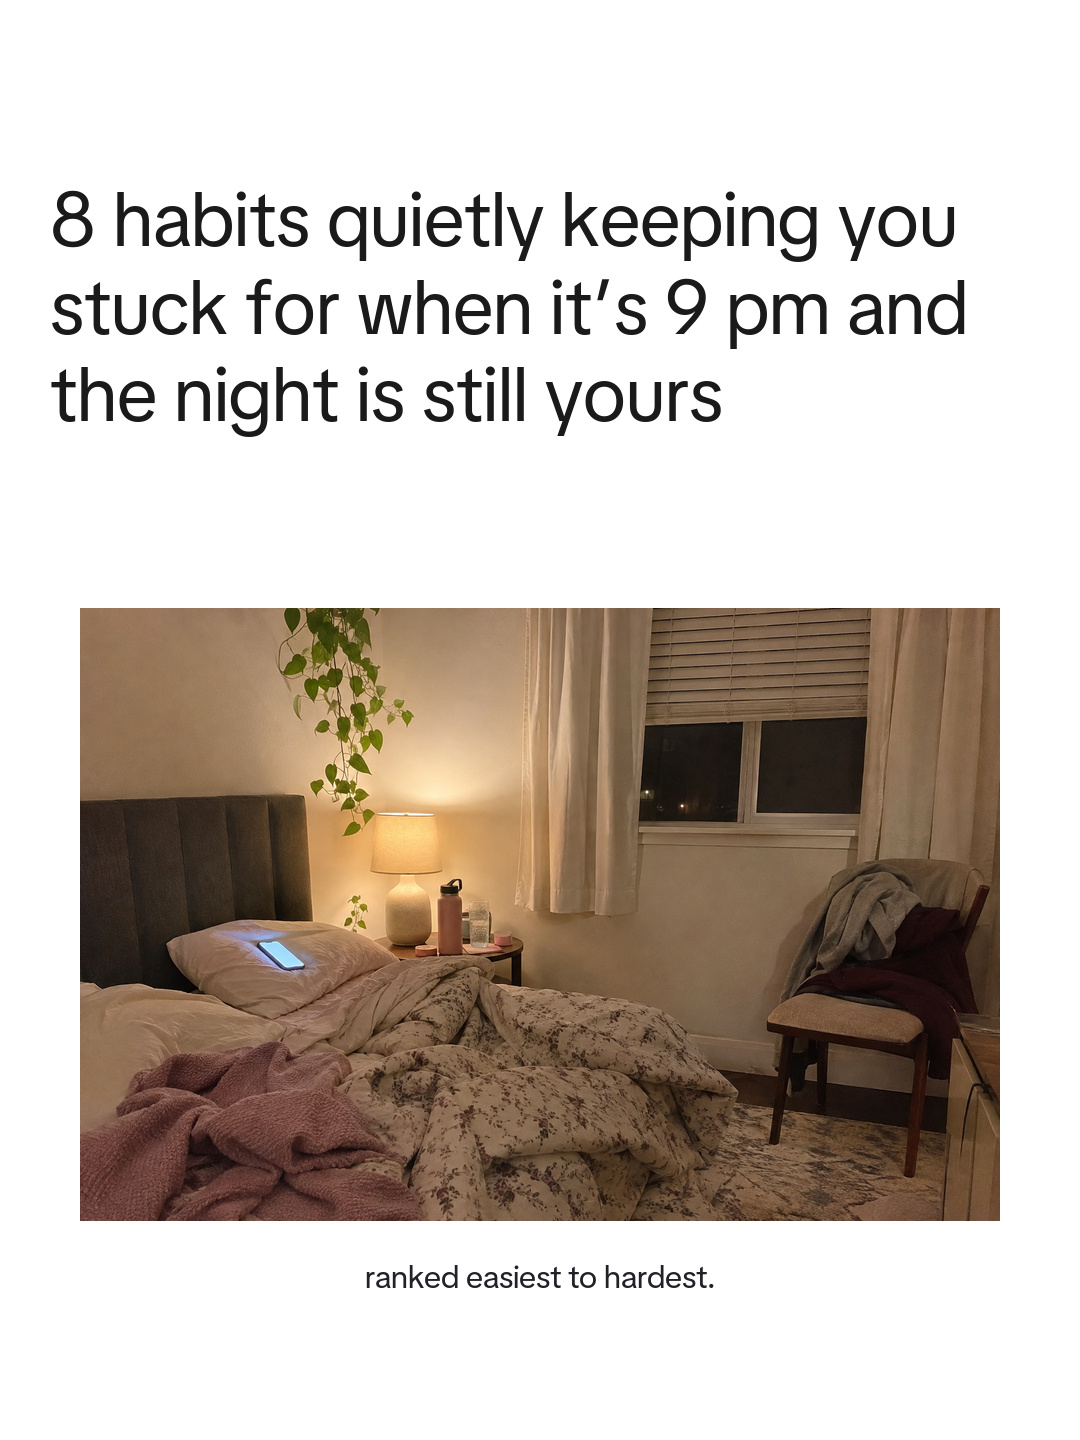 8 habits quietly keeping you
stuck for when it’s 9 pm and
the night is still yours
ranked easiest to hardest.